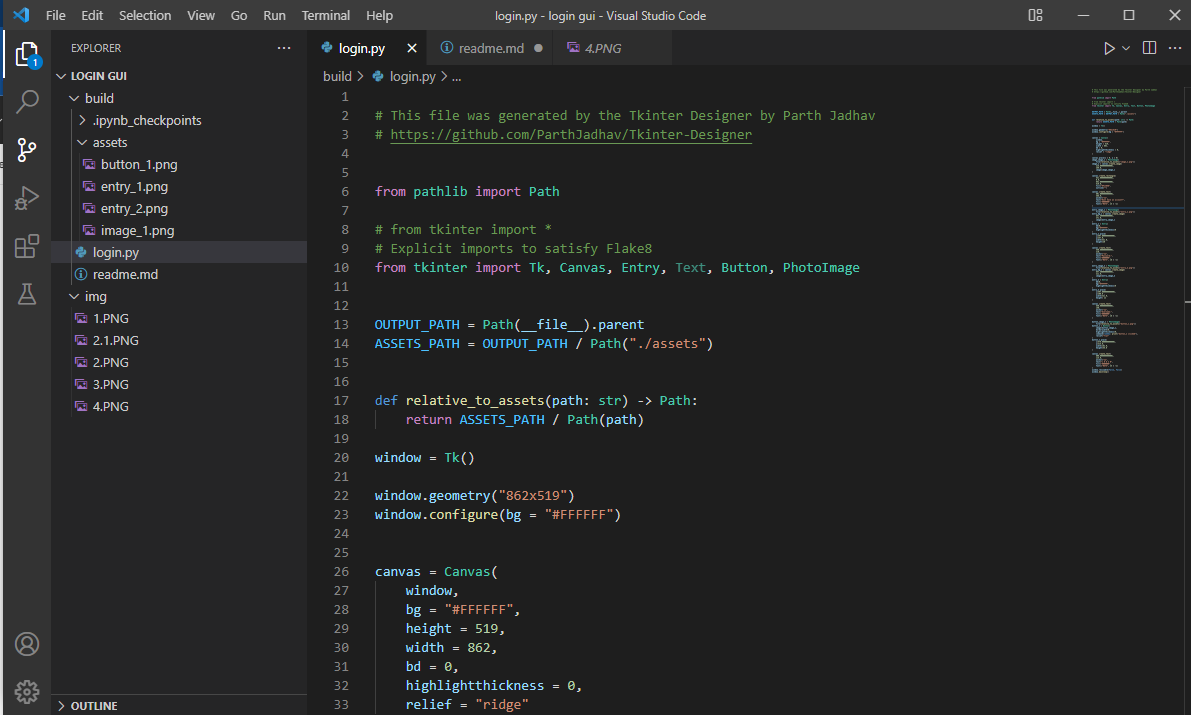 File Edit Selection View Go Run Terminal Help login.py - login gui - Visual Studio Code
EXPLORER
login.py
readme.md
4.PNG
LOGIN GUI
build > login.py > ...
build
.ipynb_checkpoints
assets
button_1.png
entry_1.png
entry_2.png
image_1.png
login.py
readme.md
img
1.PNG
2.1.PNG
2.PNG
3.PNG
4.PNG
OUTLINE
1
1
2 # This file was generated by the Tkinter Designer by Parth Jadhav
3 # https://github.com/ParthJadhav/Tkinter-Designer
4
5
6 from pathlib import Path
7
8 # from tkinter import *
9 # Explicit imports to satisfy Flake8
10 from tkinter import Tk, Canvas, Entry, Text, Button, PhotoImage
11
12
13 OUTPUT_PATH = Path(__file__).parent
14 ASSETS_PATH = OUTPUT_PATH / Path("./assets")
15
16
17 def relative_to_assets(path: str) -> Path:
18     return ASSETS_PATH / Path(path)
19
20 window = Tk()
21
22 window.geometry("862x519")
23 window.configure(bg = "#FFFFFF")
24
25
26 canvas = Canvas(
27     window,
28     bg = "#FFFFFF",
29     height = 519,
30     width = 862,
31     bd = 0,
32     highlightthickness = 0,
33     relief = "ridge"